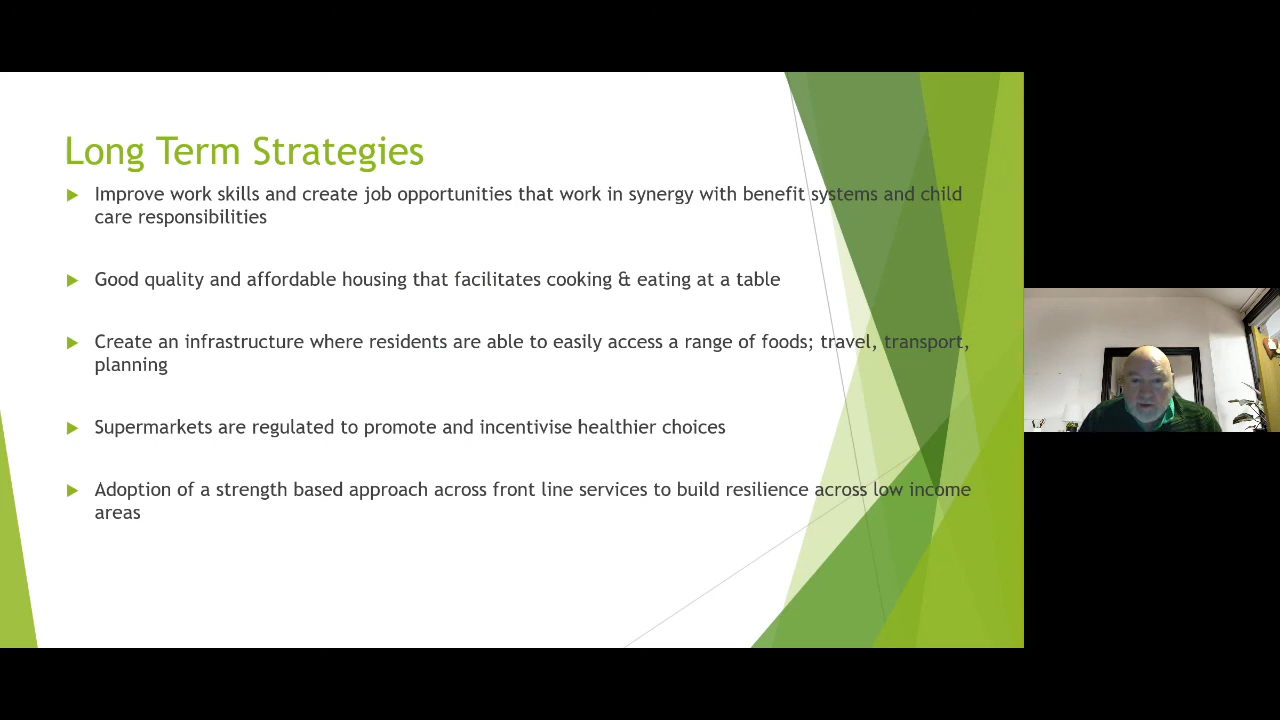 Long Term Strategies
Improve work skills and create job opportunities that work in synergy with benefit systems and child
care responsibilities
Good quality and affordable housing that facilitates cooking & eating at a table
Create an infrastructure where residents are able to easily access a range of foods; travel, transport,
planning
Supermarkets are regulated to promote and incentivise healthier choices
Adoption of a strength based approach across front line services to build resilience across low income
areas